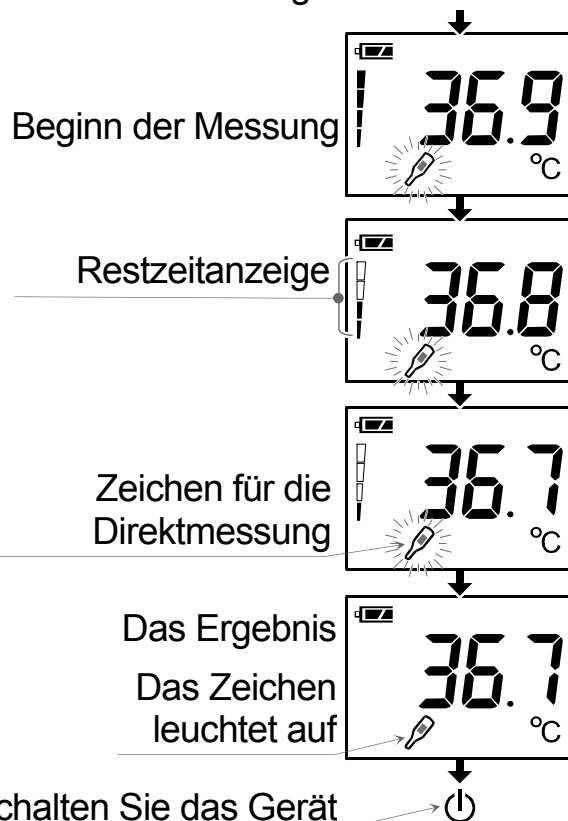 36.9
Beginn der Messung
°C
Restzeitanzeige
36.8
°C
Zeichen für die
Direktmessung
36.7
°C
Das Ergebnis
Das Zeichen
leuchtet auf
36.7
°C
chalten Sie das Gerät